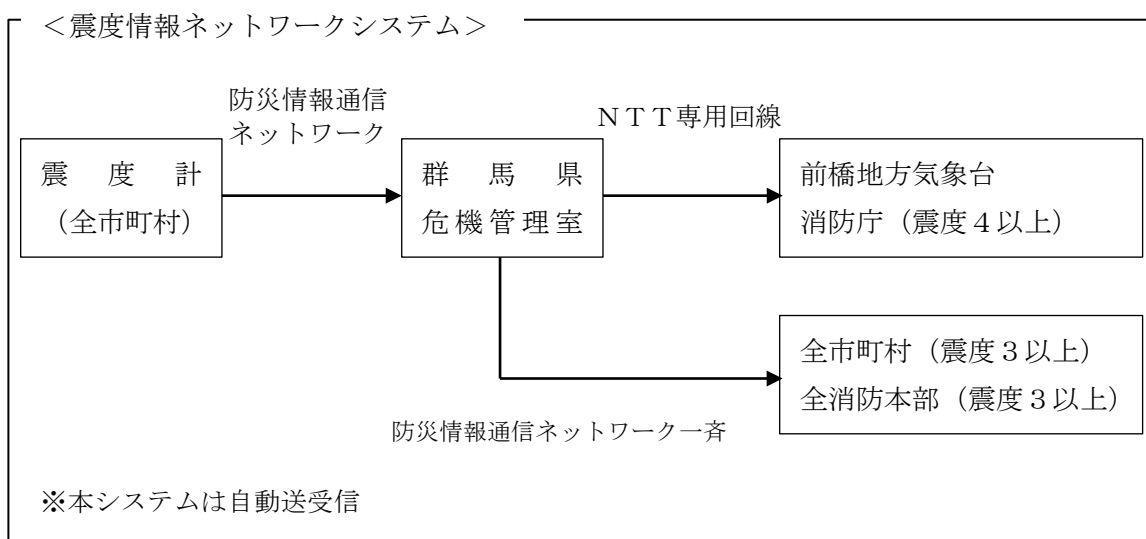 ＜震度情報ネットワークシステム＞
防災情報通信
ネットワーク
ＮＴＴ専用回線
震度計
（全市町村）
群馬県
危機管理室
前橋地方気象台
消防庁（震度４以上）
全市町村（震度３以上）
全消防本部（震度３以上）
防災情報通信ネットワーク一斉
※本システムは自動送受信